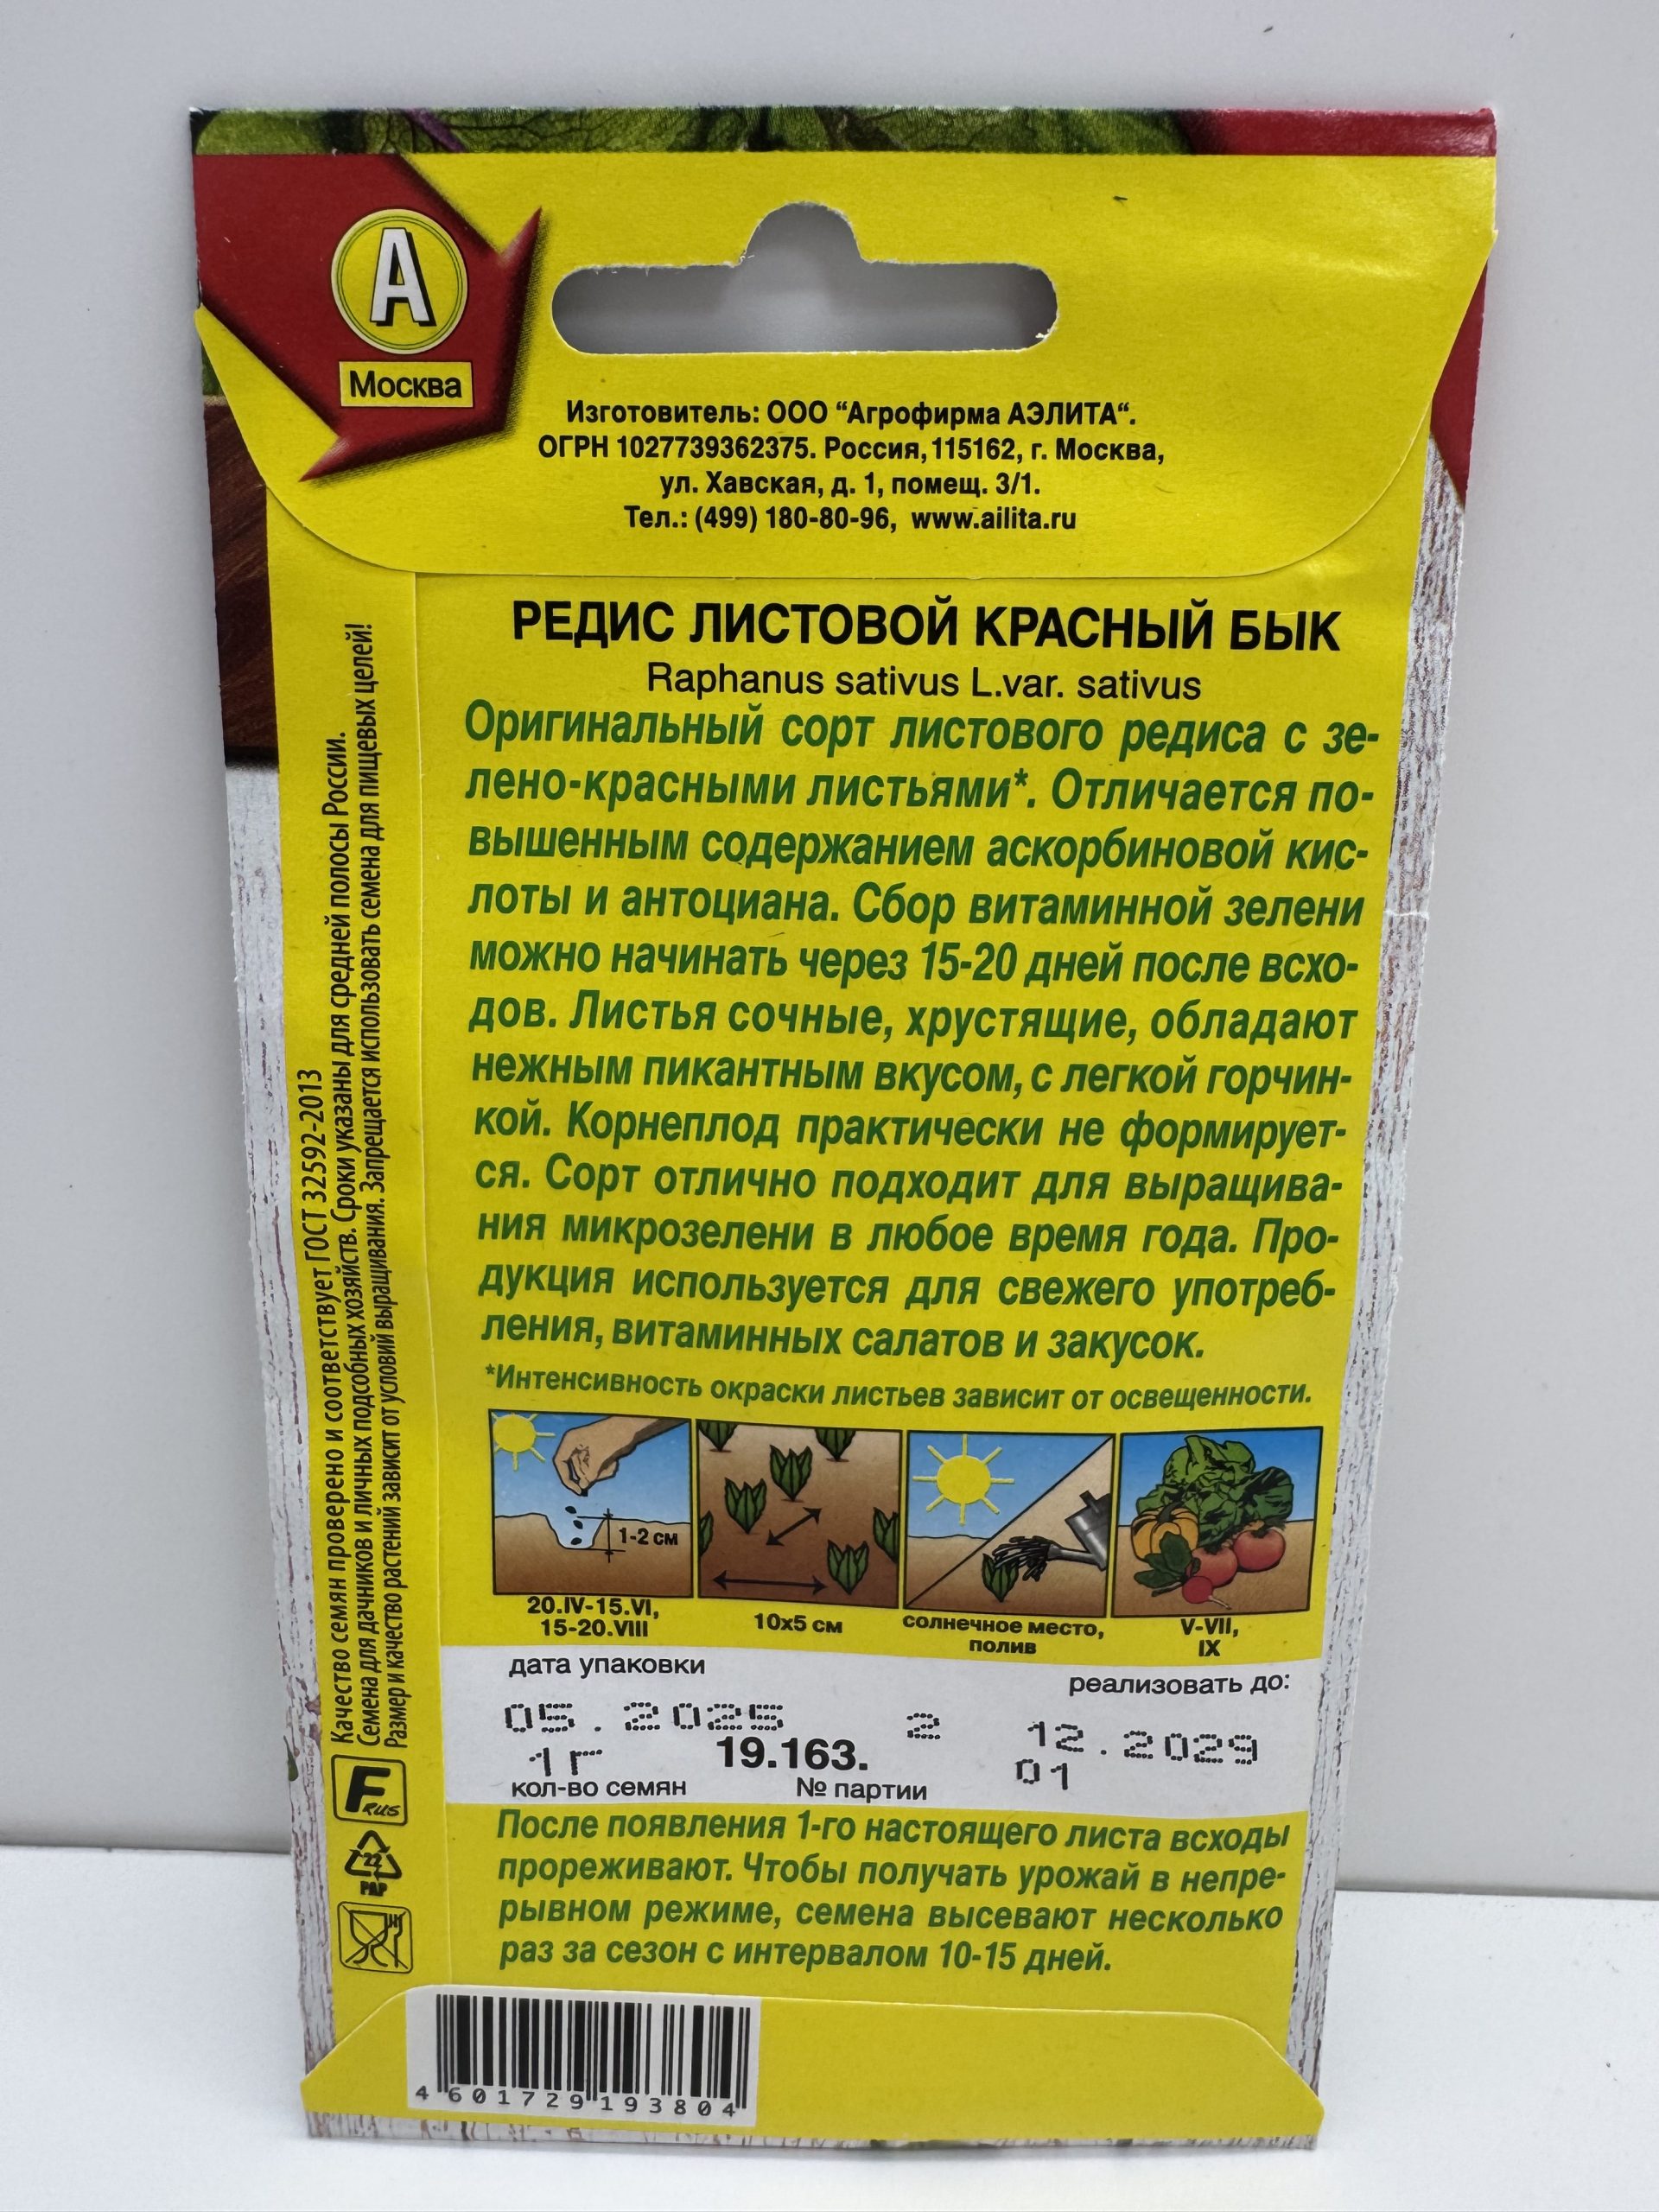 А
Москва
Изготовитель: ООО “Агрофирма АЭЛИТА“.
ОГРН 1027739362375. Россия, 115162, г. Москва,
ул. Хавская, д. 1, помещ. 3/1.
Тел.: (499) 180-80-96, www.ailita.ru
РЕДИС ЛИСТОВОЙ КРАСНЫЙ БЫК
Raphanus sativus L.var. sativus
Оригинальный сорт листового редиса с зе-
лено-красными листьями*. Отличается по-
вышенным содержанием аскорбиновой кис-
лоты и антоциана. Сбор витаминной зелени
можно начинать через 15-20 дней после всхо-
дов. Листья сочные, хрустящие, обладают
нежным пикантным вкусом, с легкой горчин-
кой. Корнеплод практически не формирует-
ся. Сорт отлично подходит для выращива-
ния микрозелени в любое время года. Про-
дукция используется для свежего употреб-
ления, витаминных салатов и закусок.
*Интенсивность окраски листьев зависит от освещенности.
1-2 см
20.IV-15.VI,
15-20.VIII
10x5 см
солнечное место,
полив
V-VII,
IX
дата упаковки
реализовать до:
05.2025 2 12.2029
1г 19.163. 01
кол-во семян № партии
После появления 1-го настоящего листа всходы
прореживают. Чтобы получать урожай в непре-
рывном режиме, семена высевают несколько
раз за сезон с интервалом 10-15 дней.
Качество семян проверено и соответствует ГОСТ 32592-2013
Семена для дачников и личных подсобных хозяйств. Сроки указаны для средней полосы России.
Размер и качество растений зависит от условий выращивания. Запрещается использовать семена для пищевых целей!
F RUS
22
PAP
4 601729 193804